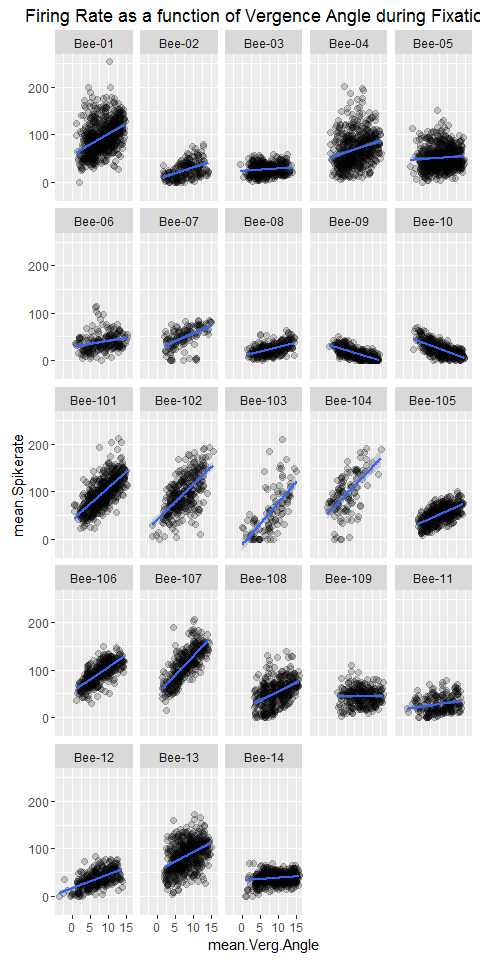 Firing Rate as a function of Vergence Angle during Fixatio
Bee-01 Bee-02 Bee-03 Bee-04 Bee-05
200
100
0
Bee-06 Bee-07 Bee-08 Bee-09 Bee-10
200
100
0
Bee-101 Bee-102 Bee-103 Bee-104 Bee-105
200
100
0
mean.Spikerate
Bee-106 Bee-107 Bee-108 Bee-109 Bee-11
200
100
0
Bee-12 Bee-13 Bee-14
200
100
0
0 5 10 15 0 5 10 15 0 5 10 15
mean.Verg.Angle